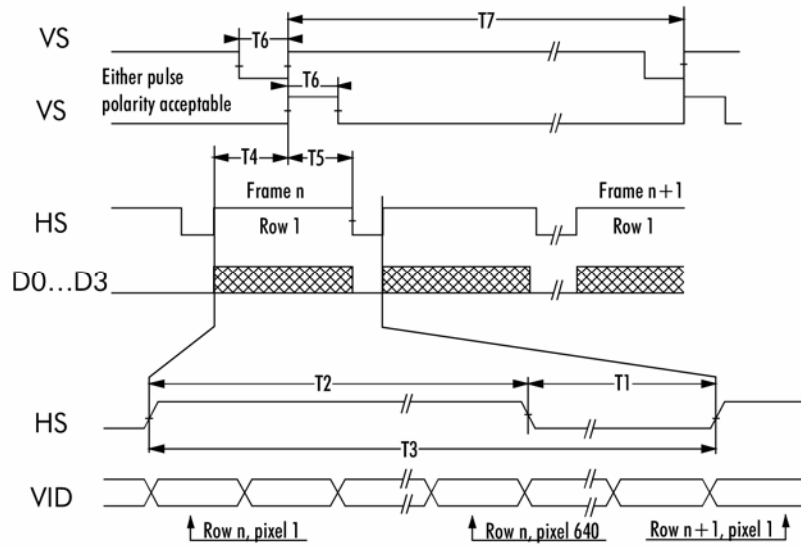 VS
T6
T7
Either pulse
polarity acceptable
T6
VS
T4
T5
Frame n
Frame n+1
HS
Row 1
Row 1
D0...D3
T2
T1
HS
T3
VID
Row n, pixel 1
Row n, pixel 640
Row n+1, pixel 1